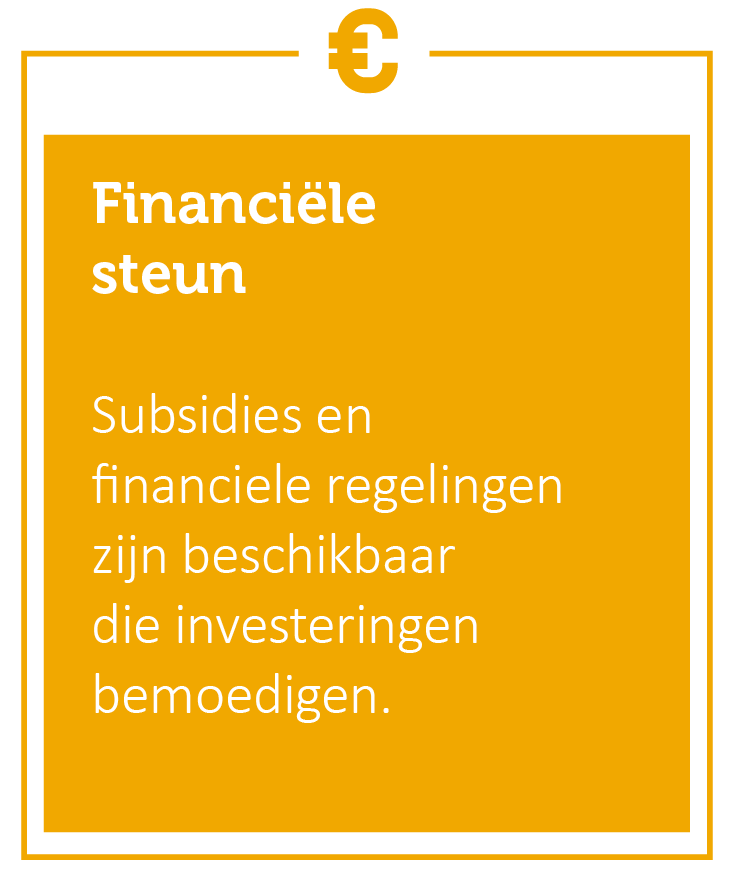 €
Financiële
steun
Subsidies en
financiele regelingen
zijn beschikbaar
die investeringen
bemoedigen.